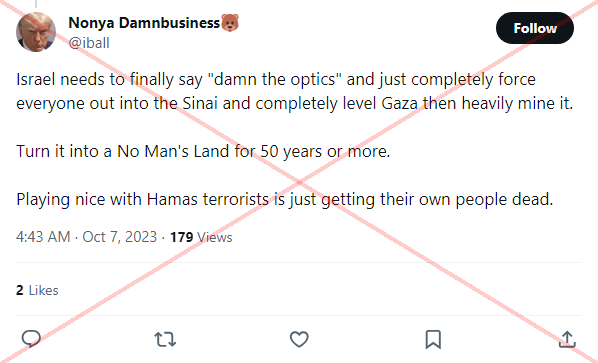 Nonya Damnbusiness🐻
@iball
Follow
Israel needs to finally say "damn the optics" and just completely force
everyone out into the Sinai and completely level Gaza then heavily mine it.
Turn it into a No Man's Land for 50 years or more.
Playing nice with Hamas terrorists is just getting their own people dead.
4:43 AM · Oct 7, 2023 · 179 Views
2 Likes